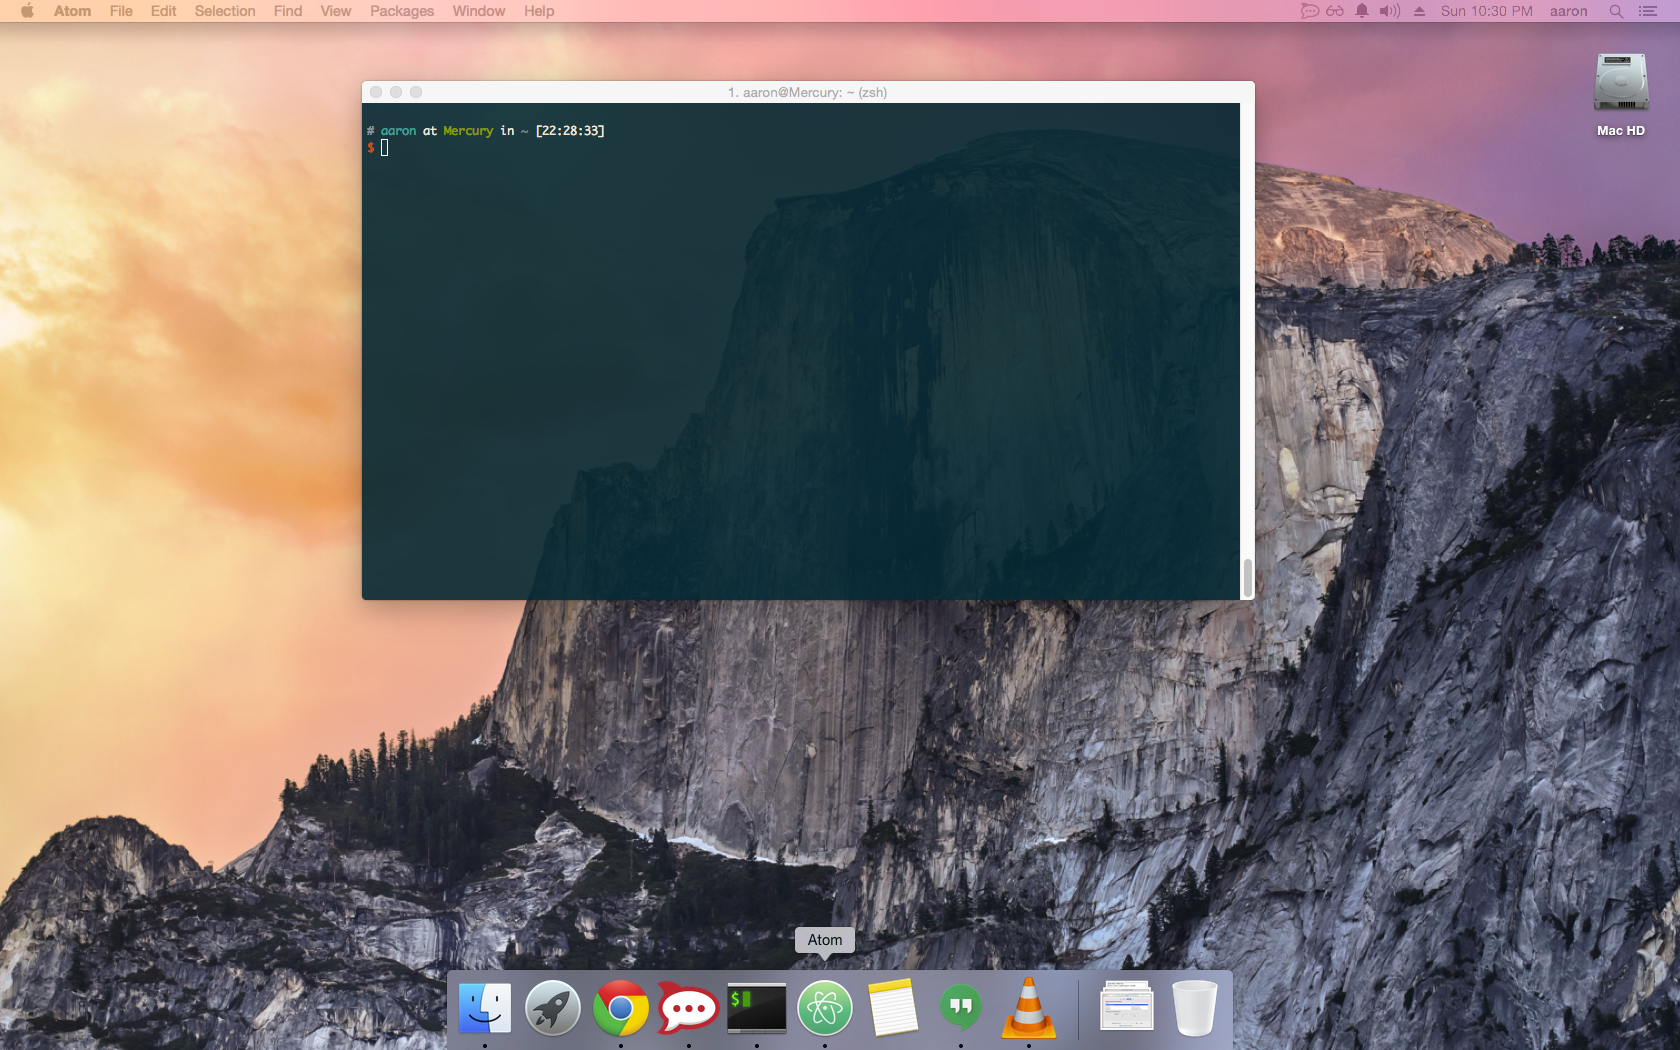 Atom File Edit Selection Find View Packages Window Help Sun 10:30 PM aaron
Mac HD
1. aaron@Mercury: ~ (zsh)
# aaron at Mercury in ~ [22:28:33]
$
Atom
$